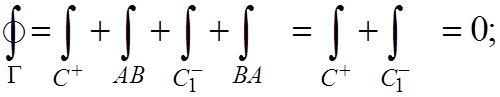 ∮_Γ = ∫_{C⁺} + ∫_{AB} + ∫_{C₁⁻} + ∫_{BA} = ∫_{C⁺} + ∫_{C₁⁻} = 0;